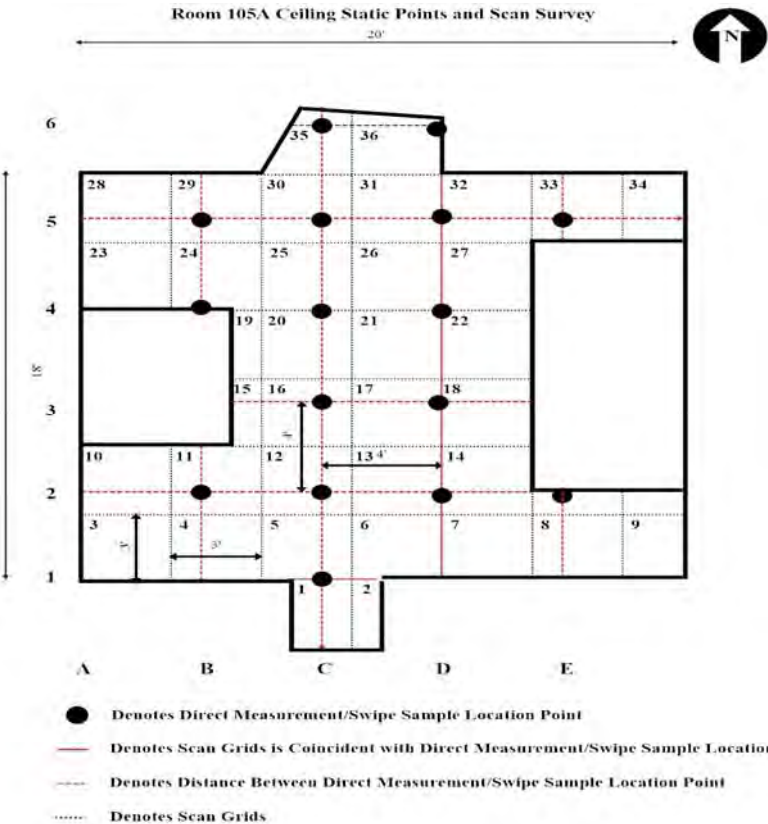 Room 105A Ceiling Static Points and Scan Survey
20'
N
6
35 36
28 29 30 31 32 33 34
5
23 24 25 26 27
4
19 20 21 22
18'
15 16 17 18
3
4'
10 11 12 13 4' 14
2
3 4 5 6 7 8 9
3'
3'
1
1 2
A B C D E
Denotes Direct Measurement/Swipe Sample Location Point
Denotes Scan Grids is Coincident with Direct Measurement/Swipe Sample Location
Denotes Distance Between Direct Measurement/Swipe Sample Location Point
Denotes Scan Grids